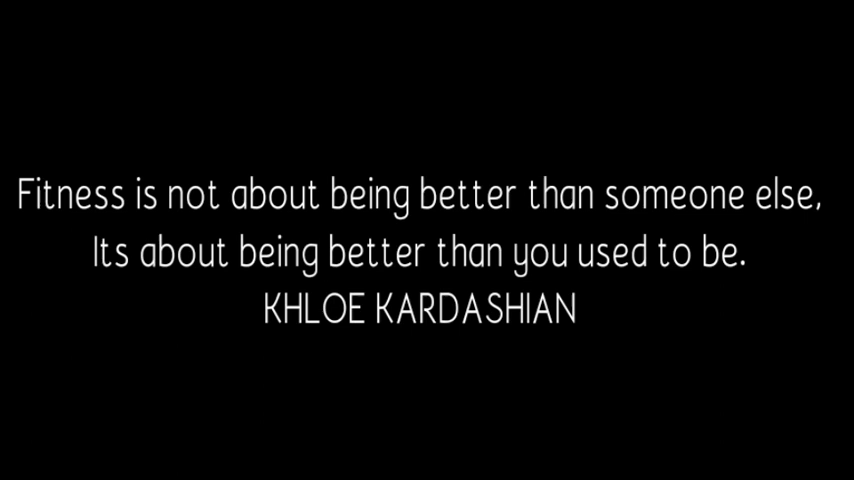 Fitness is not about being better than someone else,
Its about being better than you used to be.
KHLOE KARDASHIAN